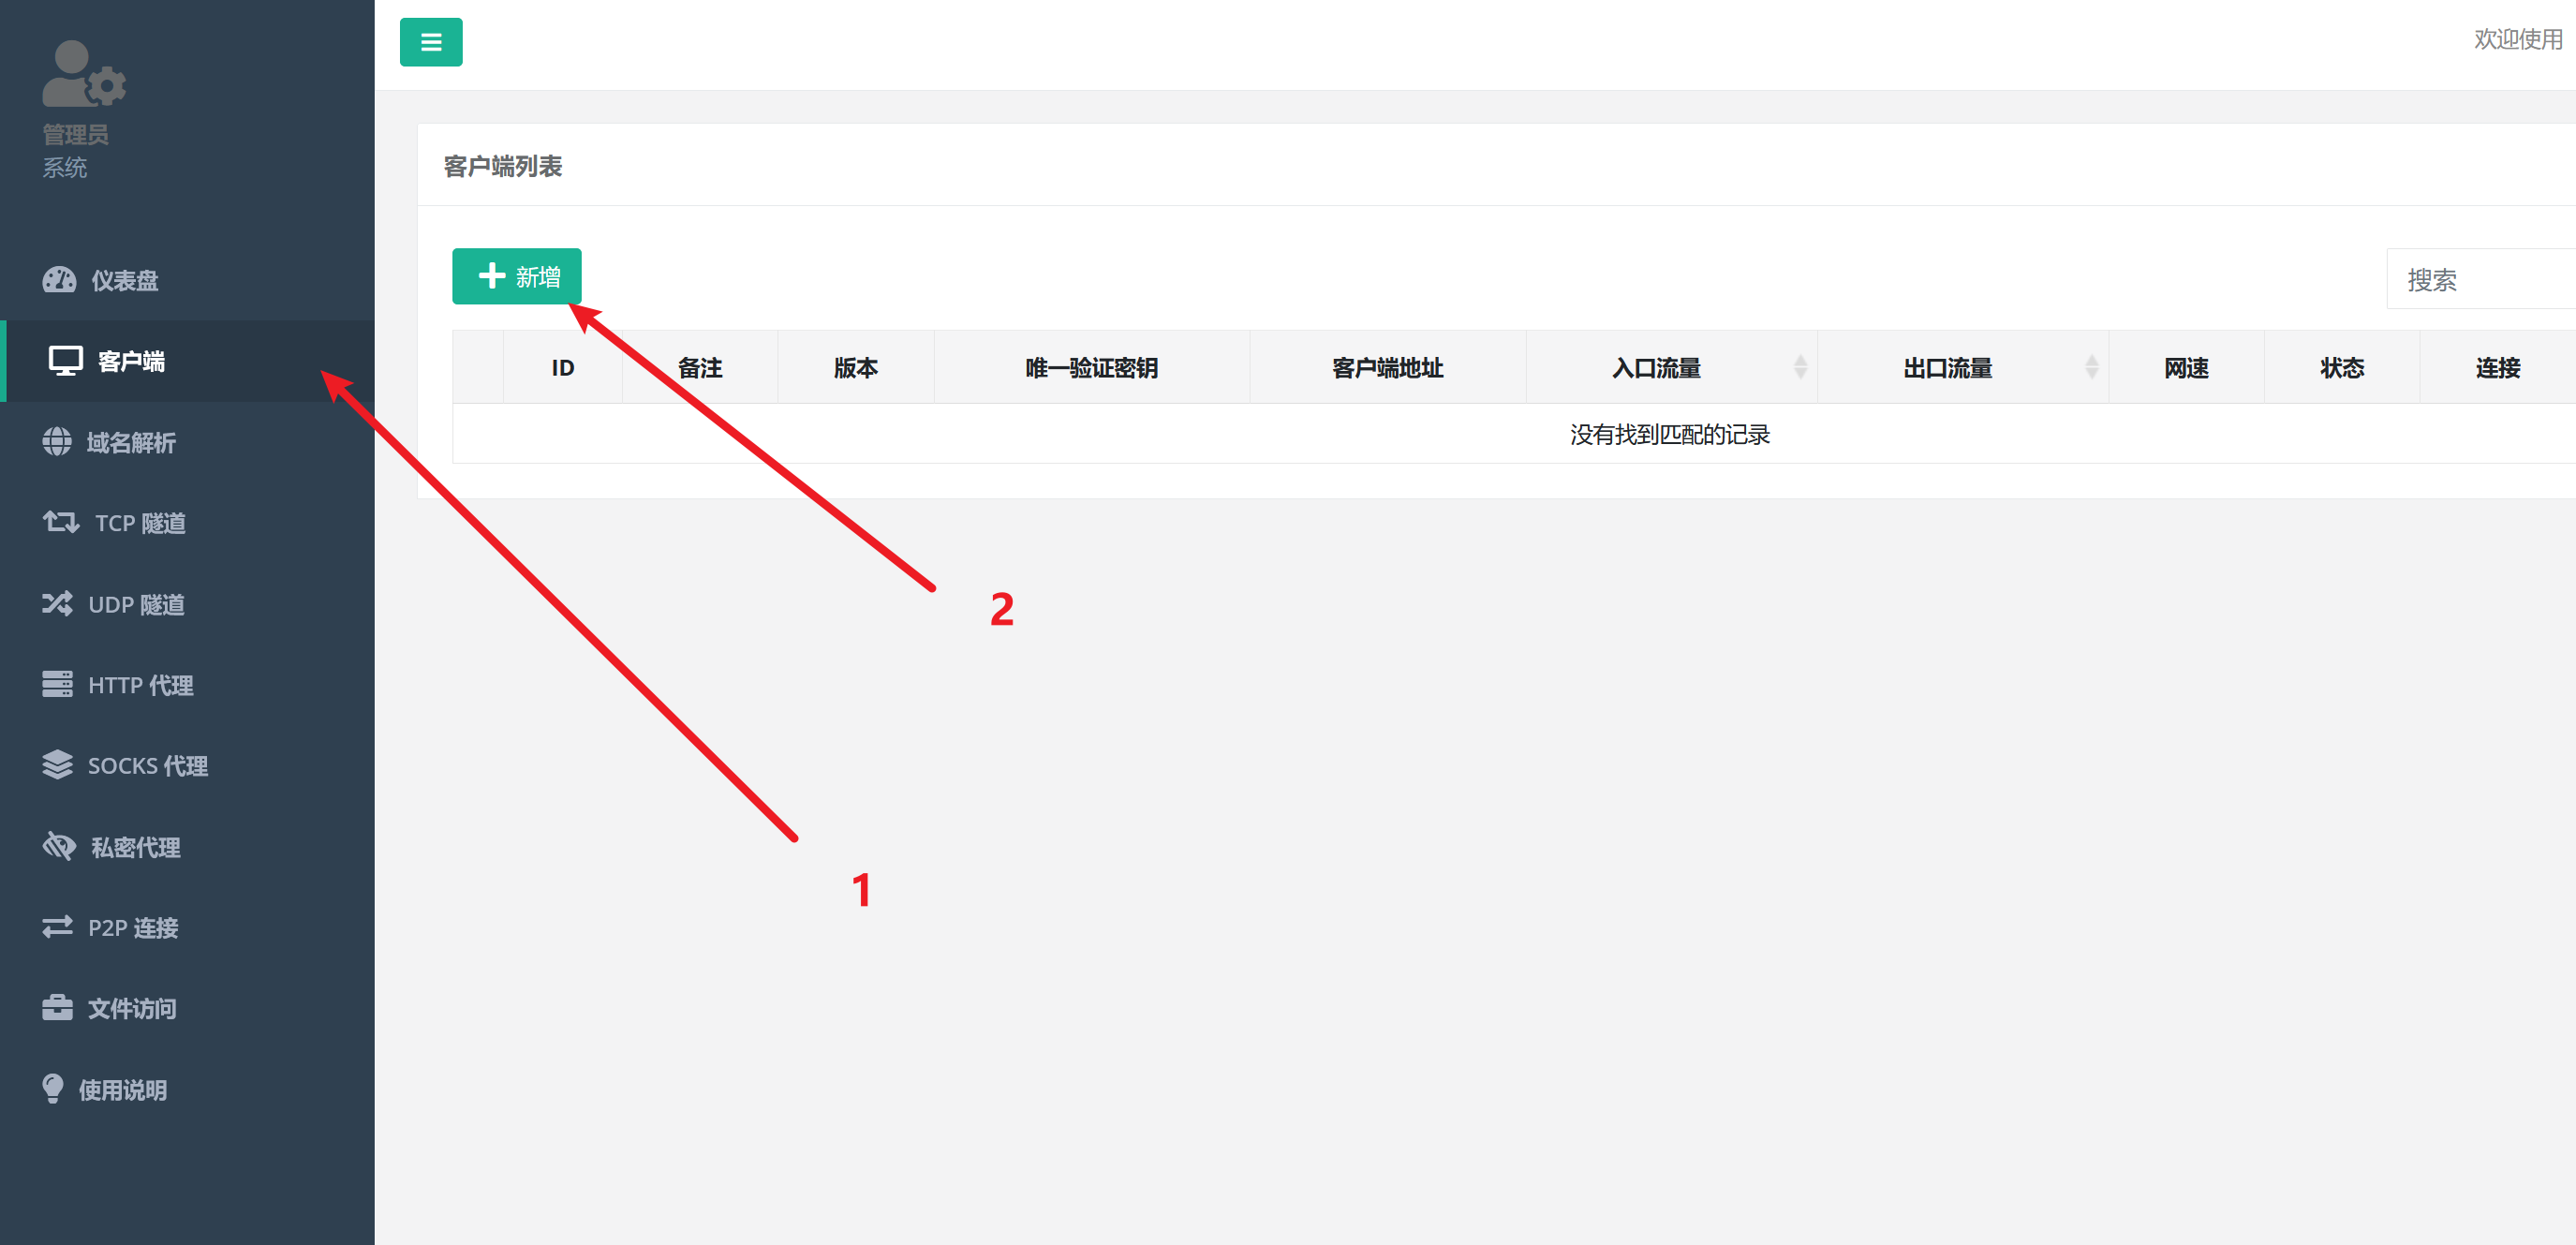 管理员
系统
仪表盘
客户端
域名解析
TCP 隧道
UDP 隧道
HTTP 代理
SOCKS 代理
私密代理
P2P 连接
文件访问
使用说明
欢迎使用
客户端列表
新增
搜索
ID 备注 版本 唯一验证密钥 客户端地址 入口流量 出口流量 网速 状态 连接
没有找到匹配的记录
2
1